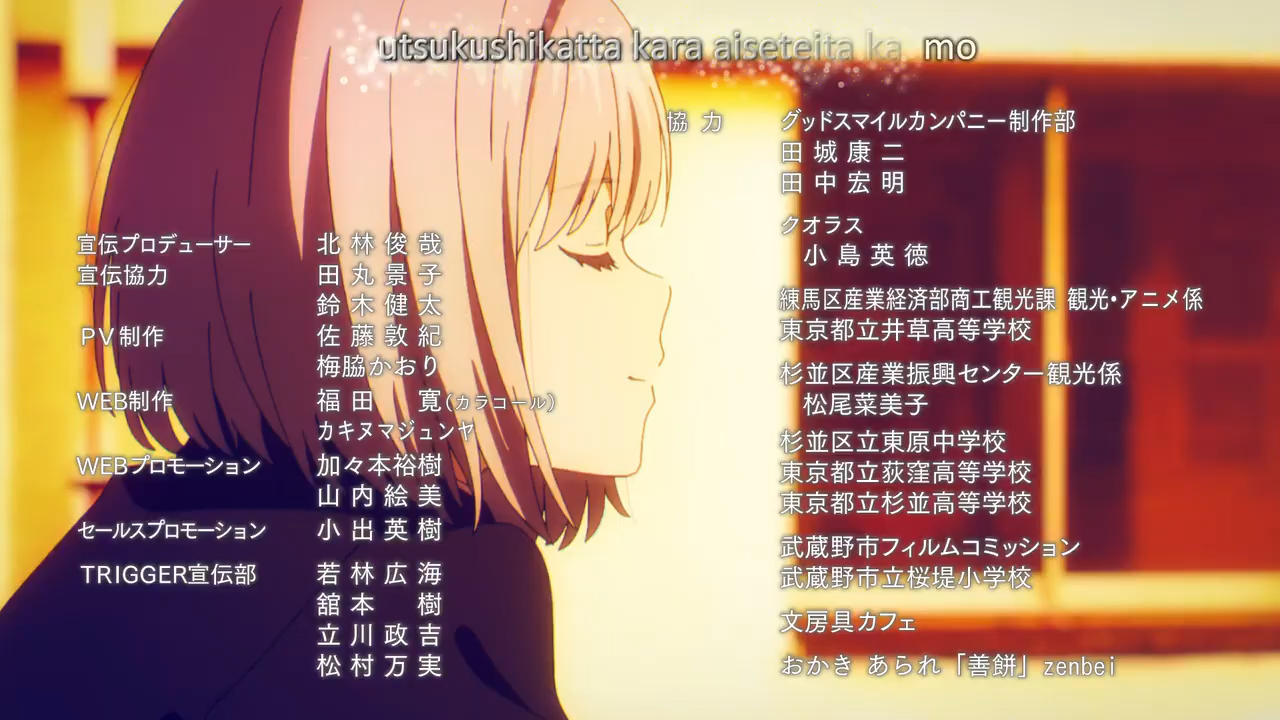 utsukushikatta kara aiseteita ka mo
宣伝プロデューサー 北林俊哉
宣伝協力 田丸景子
鈴木健太
PV制作 佐藤敦紀
梅脇かおり
WEB制作 福田 寛(カラコール)
カキヌマジュンヤ
WEBプロモーション 加々本裕樹
山内絵美
セールスプロモーション 小出英樹
TRIGGER宣伝部 若林広海
舘本 樹
立川政吉
松村万実
協力 グッドスマイルカンパニー制作部
田城康二
田中宏明
クオラス
小島英徳
練馬区産業経済部商工観光課 観光・アニメ係
東京都立井草高等学校
杉並区産業振興センター観光係
松尾菜美子
杉並区立東原中学校
東京都立荻窪高等学校
東京都立杉並高等学校
武蔵野市フィルムコミッション
武蔵野市立桜堤小学校
文房具カフェ
おかき あられ「善餅」zenbei